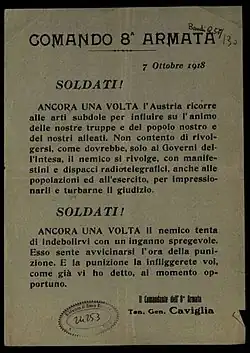 COMANDO 8ª ARMATA
7 Ottobre 1918
SOLDATI!
ANCORA UNA VOLTA l'Austria ricorre
alle arti subdole per influire su l'animo
delle nostre truppe e del popolo nostro e
dei nostri alleati. Non contento di rivol-
gersi, come dovrebbe, solo ai Governi del-
l'Intesa, il nemico si rivolge, con manife-
stini e dispacci radiotelegrafici, anche alle
popolazioni ed all'esercito, per impressio-
narli e turbarne il giudizio.
SOLDATI!
ANCORA UNA VOLTA il nemico tenta
di indebolirvi con un inganno spregevole.
Esso sente avvicinarsi l'ora della puni-
zione. E la punizione la infliggerete voi,
come già vi ho detto, al momento op-
portuno.
Il Comandante dell'8ª Armata
Ten. Gen. Caviglia
24253